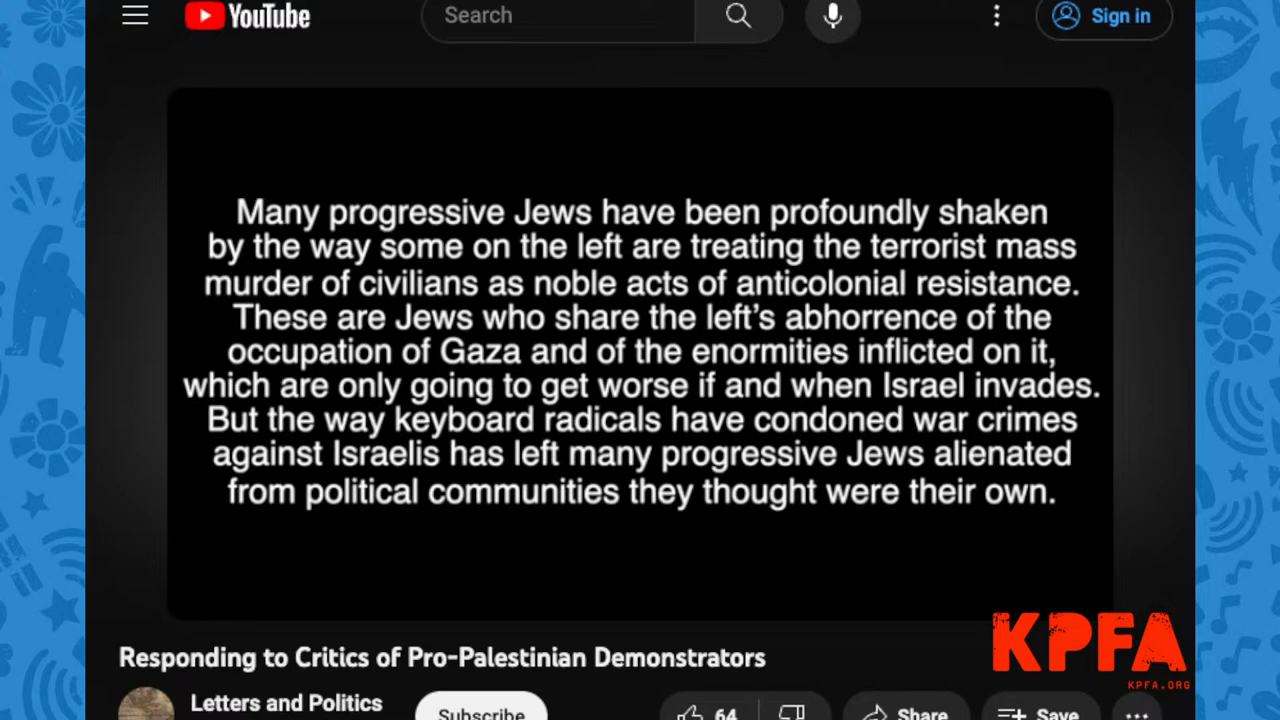 YouTube
Search
Sign in
Many progressive Jews have been profoundly shaken
by the way some on the left are treating the terrorist mass
murder of civilians as noble acts of anticolonial resistance.
These are Jews who share the left's abhorrence of the
occupation of Gaza and of the enormities inflicted on it,
which are only going to get worse if and when Israel invades.
But the way keyboard radicals have condoned war crimes
against Israelis has left many progressive Jews alienated
from political communities they thought were their own.
KPFA
KPFA.ORG
Responding to Critics of Pro-Palestinian Demonstrators
Letters and Politics
Subscribe
64
Share
Save